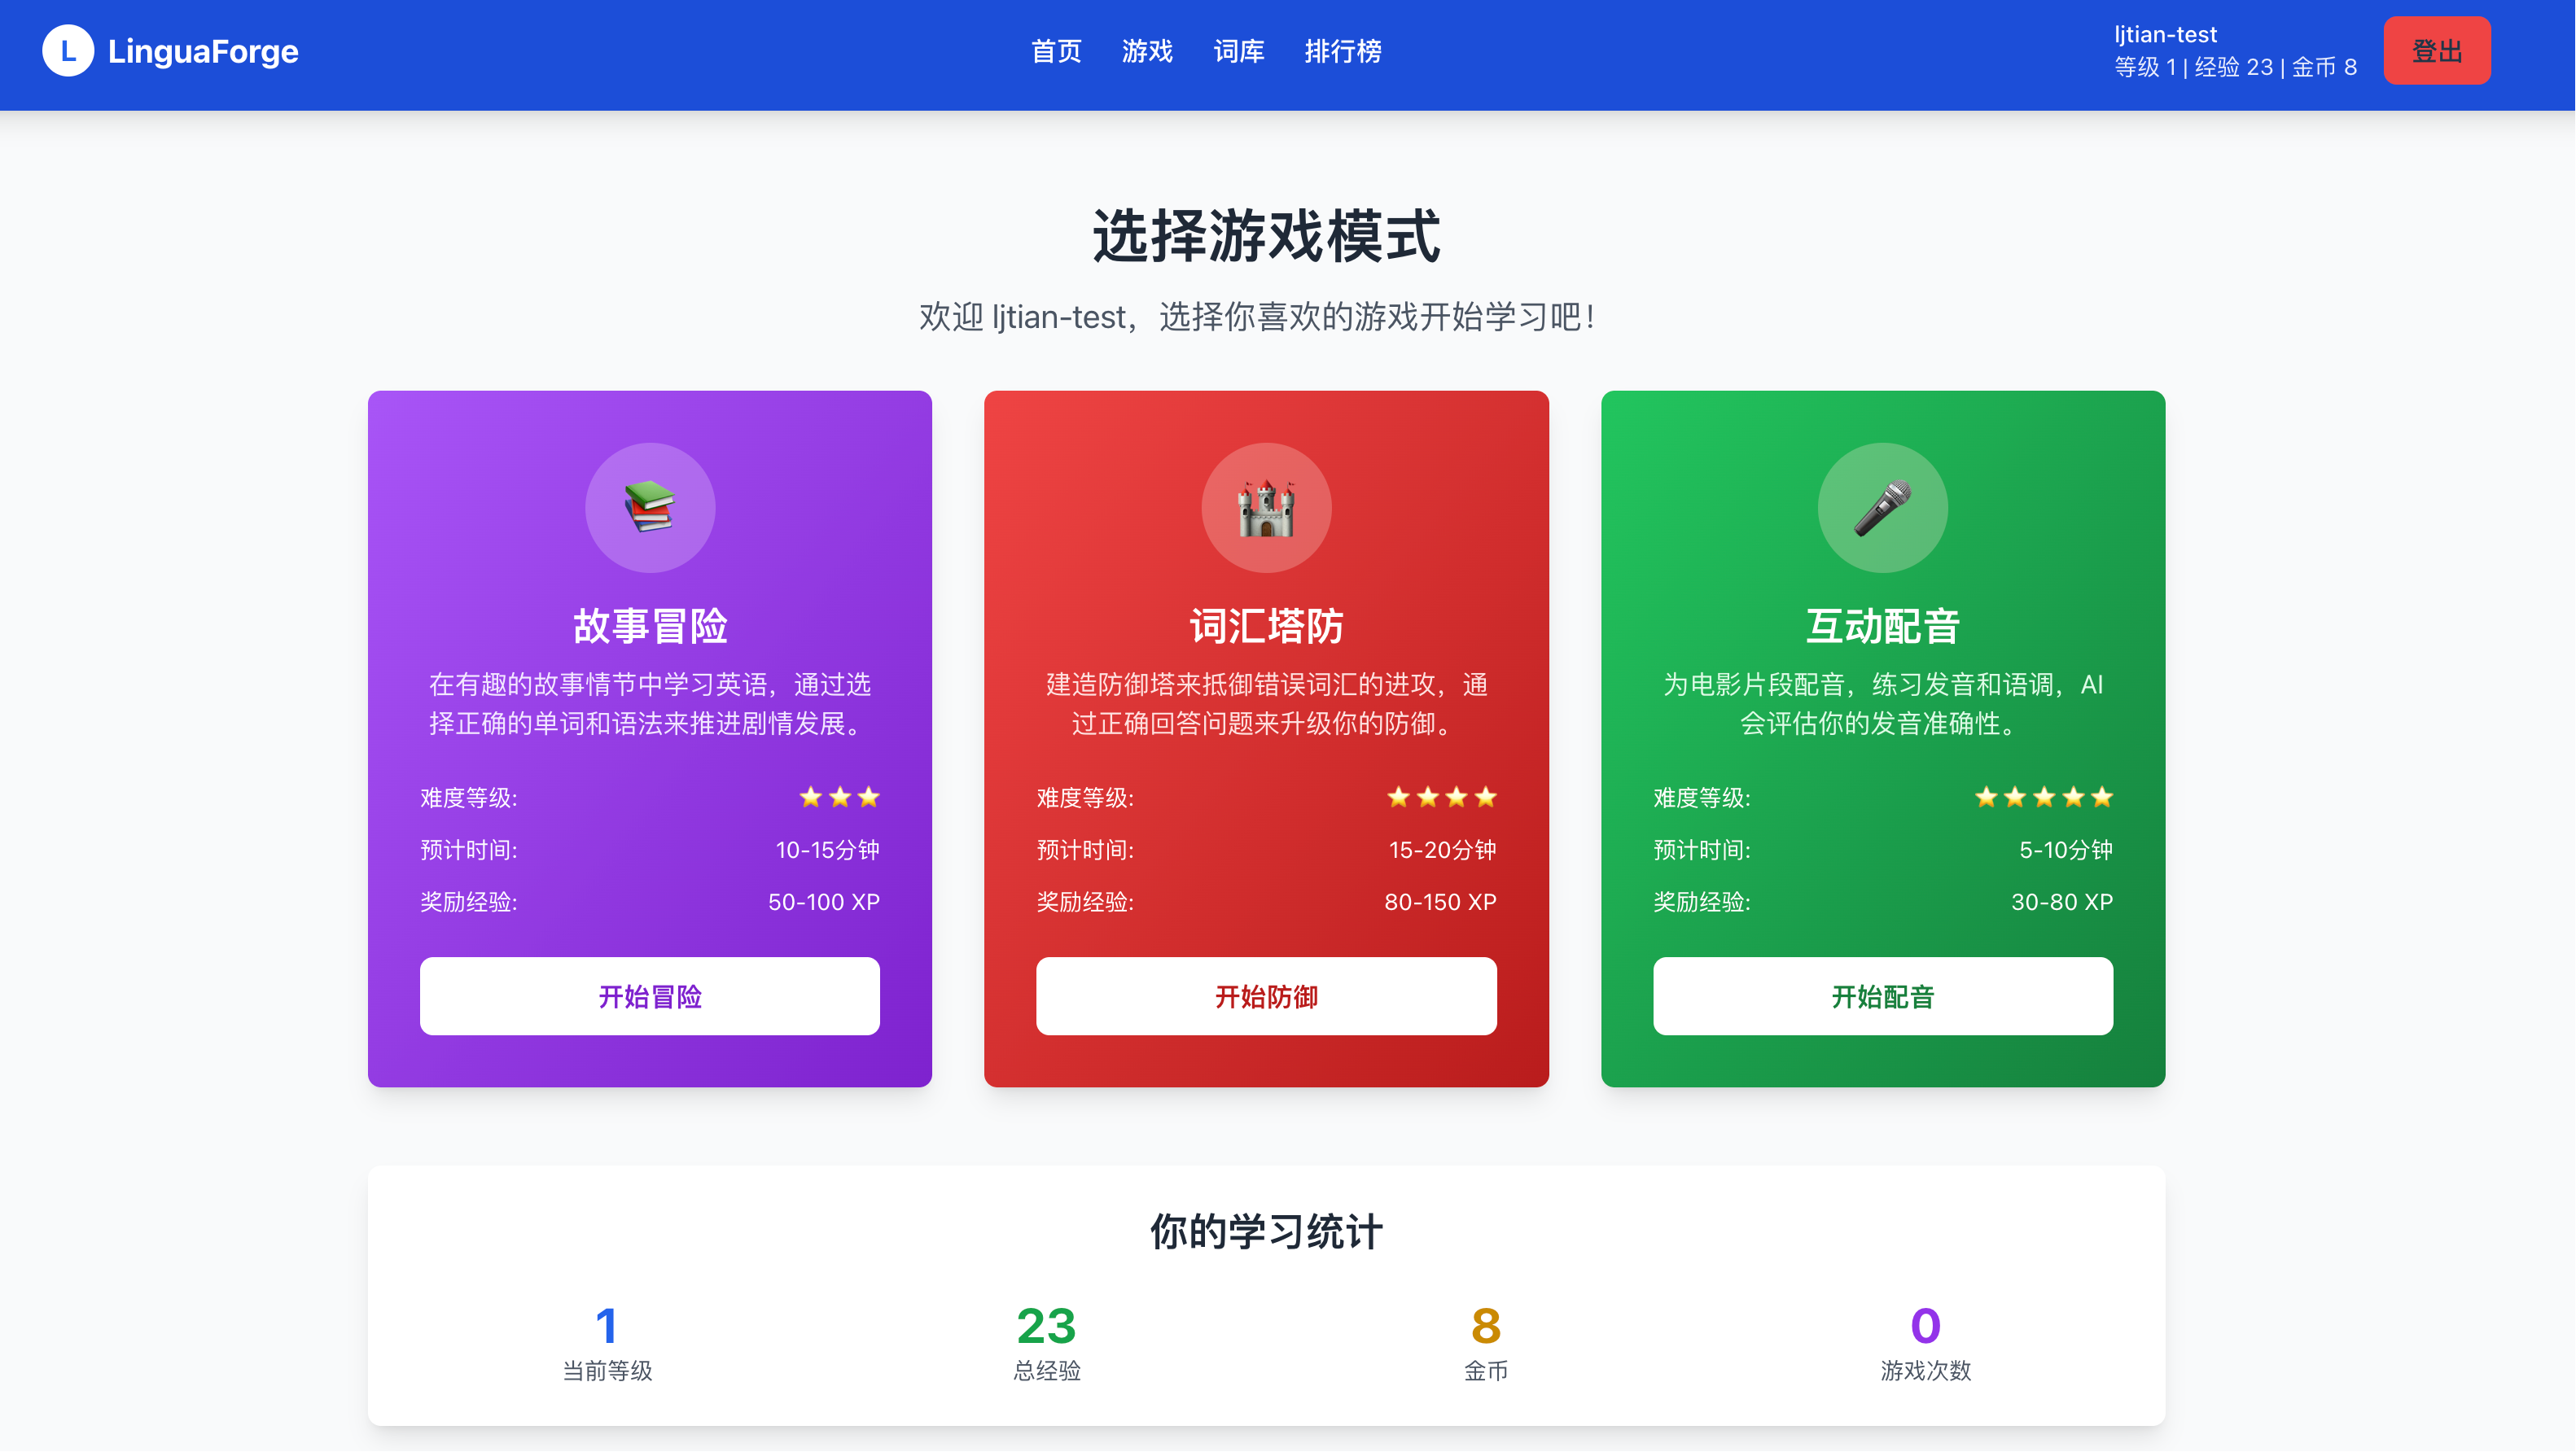 L LinguaForge
首页 游戏 词库 排行榜
ljtian-test
等级 1 | 经验 23 | 金币 8
登出
选择游戏模式
欢迎 ljtian-test，选择你喜欢的游戏开始学习吧！
故事冒险
在有趣的故事情节中学习英语，通过选
择正确的单词和语法来推进剧情发展。
难度等级:
预计时间: 10-15分钟
奖励经验: 50-100 XP
开始冒险
词汇塔防
建造防御塔来抵御错误词汇的进攻，通
过正确回答问题来升级你的防御。
难度等级:
预计时间: 15-20分钟
奖励经验: 80-150 XP
开始防御
互动配音
为电影片段配音，练习发音和语调，AI
会评估你的发音准确性。
难度等级:
预计时间: 5-10分钟
奖励经验: 30-80 XP
开始配音
你的学习统计
1
当前等级
23
总经验
8
金币
0
游戏次数